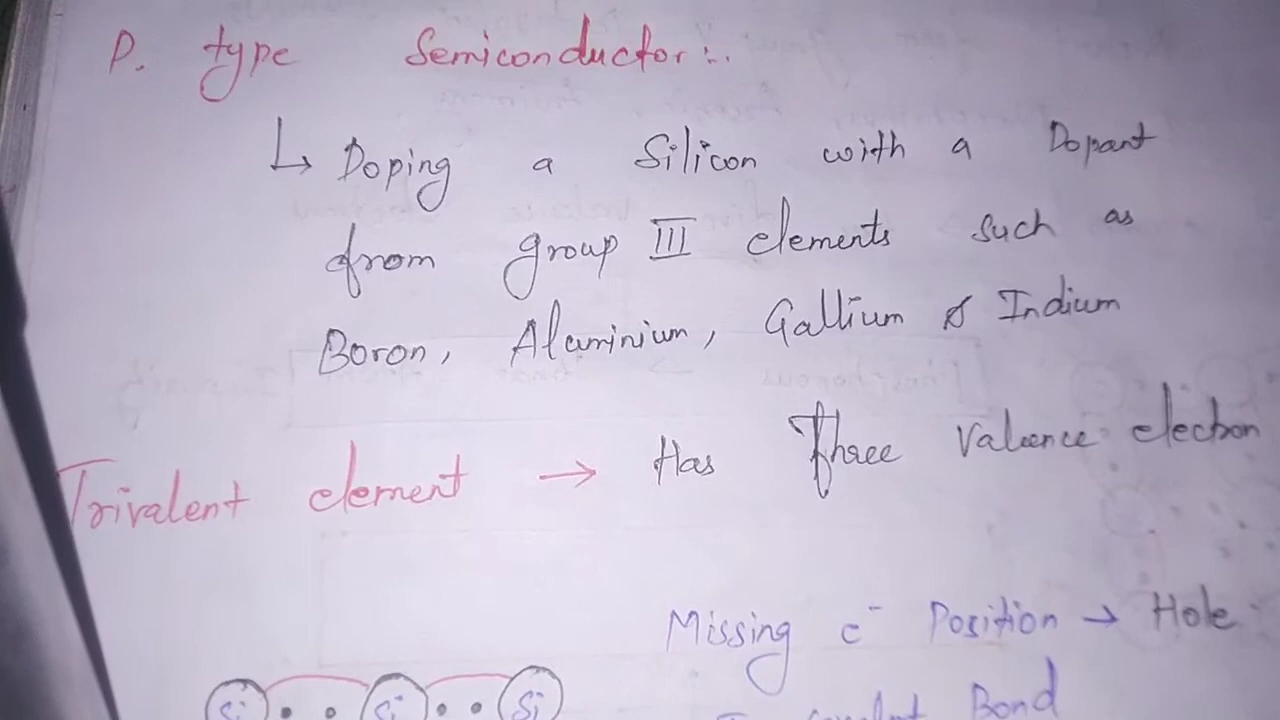 P. type Semiconductor:.
↳ Doping a Silicon with a Dopant
from group III elements such as
Boron, Aluminium, Gallium & Indium
Trivalent element → Has Three Valence electron
Missing e⁻ Position → Hole
Si Si Si
Bond